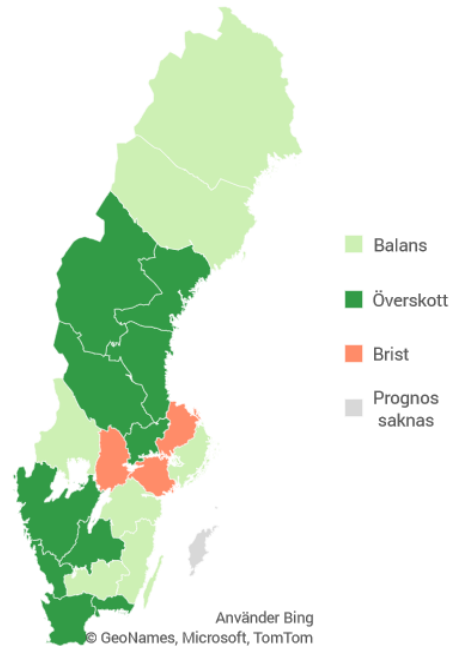 Balans
Överskott
Brist
Prognos
saknas
Använder Bing
© GeoNames, Microsoft, TomTom